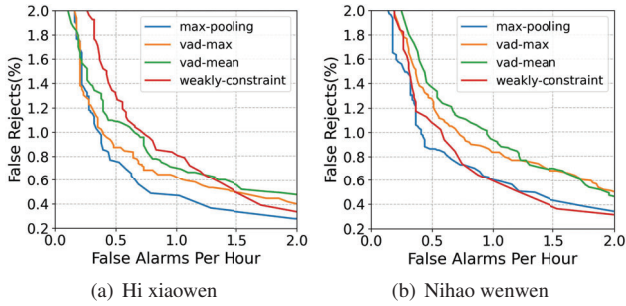 2.0
1.8
1.6
1.4
1.2
1.0
0.8
0.6
0.4
0.2
False Rejects(%)
max-pooling
vad-max
vad-mean
weakly-constraint
0.0 0.5 1.0 1.5 2.0
False Alarms Per Hour
(a) Hi xiaowen
2.0
1.8
1.6
1.4
1.2
1.0
0.8
0.6
0.4
0.2
False Rejects(%)
max-pooling
vad-max
vad-mean
weakly-constraint
0.0 0.5 1.0 1.5 2.0
False Alarms Per Hour
(b) Nihao wenwen